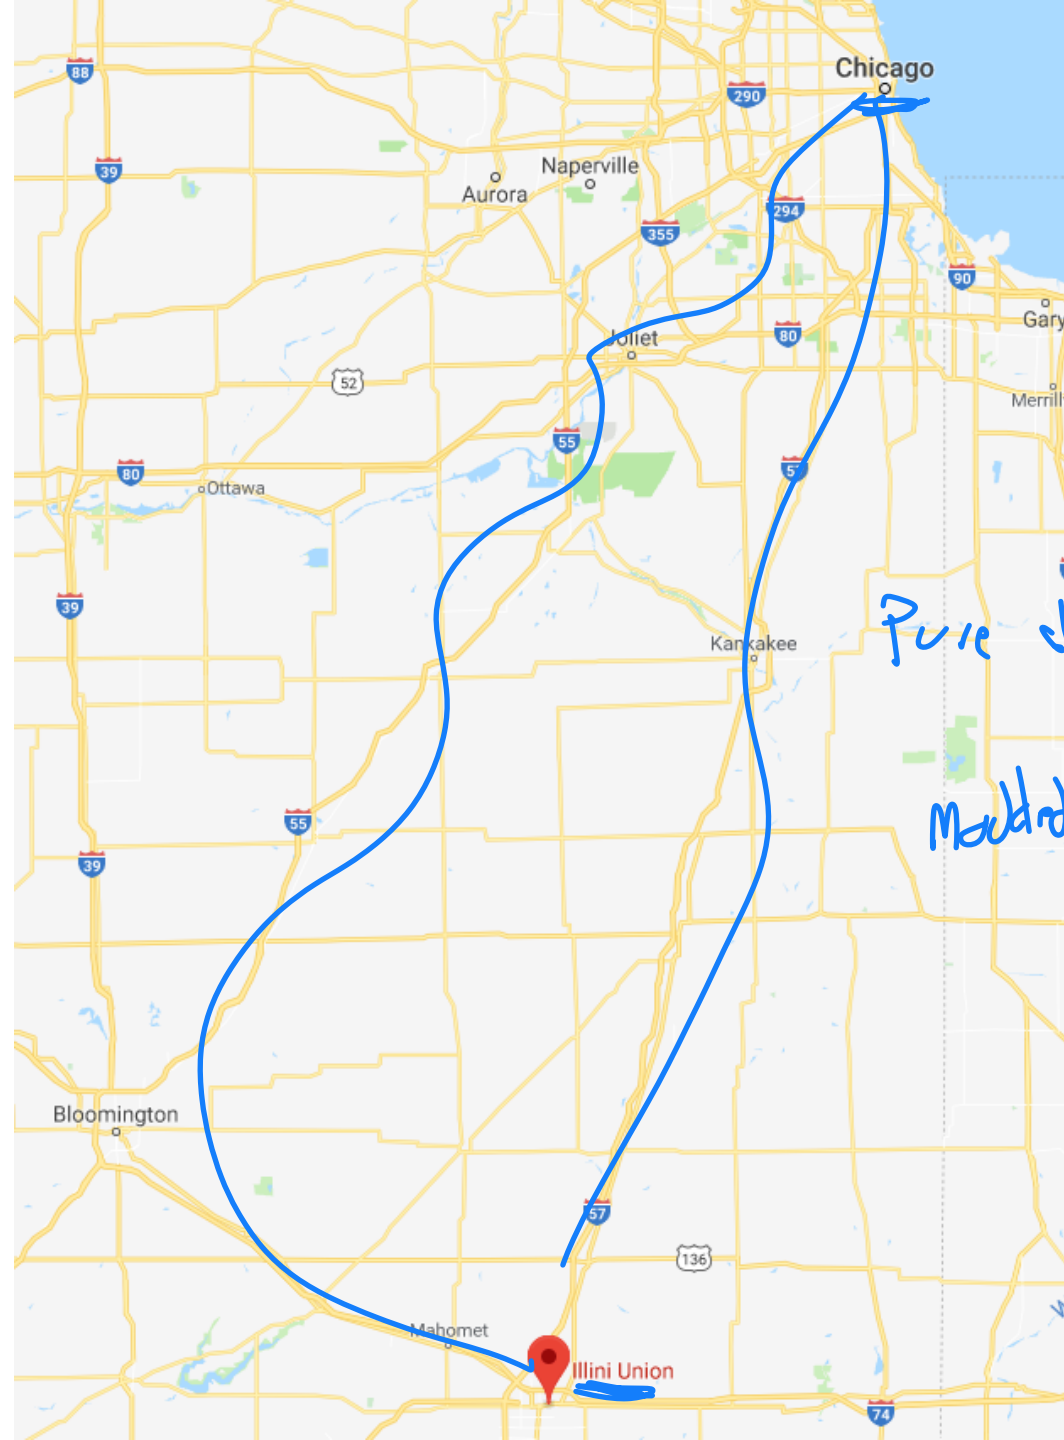 Chicago
88
290
39
Naperville
Aurora
294
355
90
Gary
Joliet
80
52
Merrill
55
57
80
Ottawa
39
Pure
Kankakee
55
39
Bloomington
57
136
Mahomet
Illini Union
74